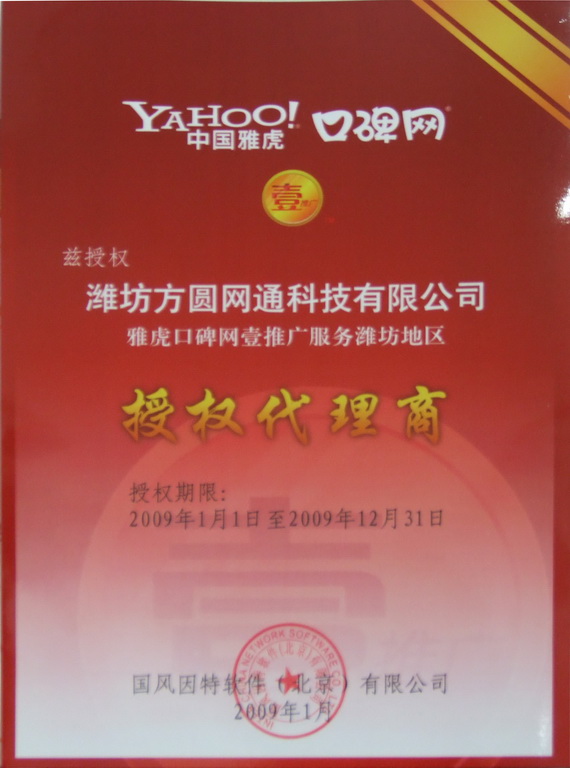 YAHOO!
中国雅虎
口碑网
壹推广
兹授权
潍坊方圆网通科技有限公司
雅虎口碑网壹推广服务潍坊地区
授权代理商
授权期限:
2009年1月1日至2009年12月31日
国风因特软件(北京)有限公司
2009年1月